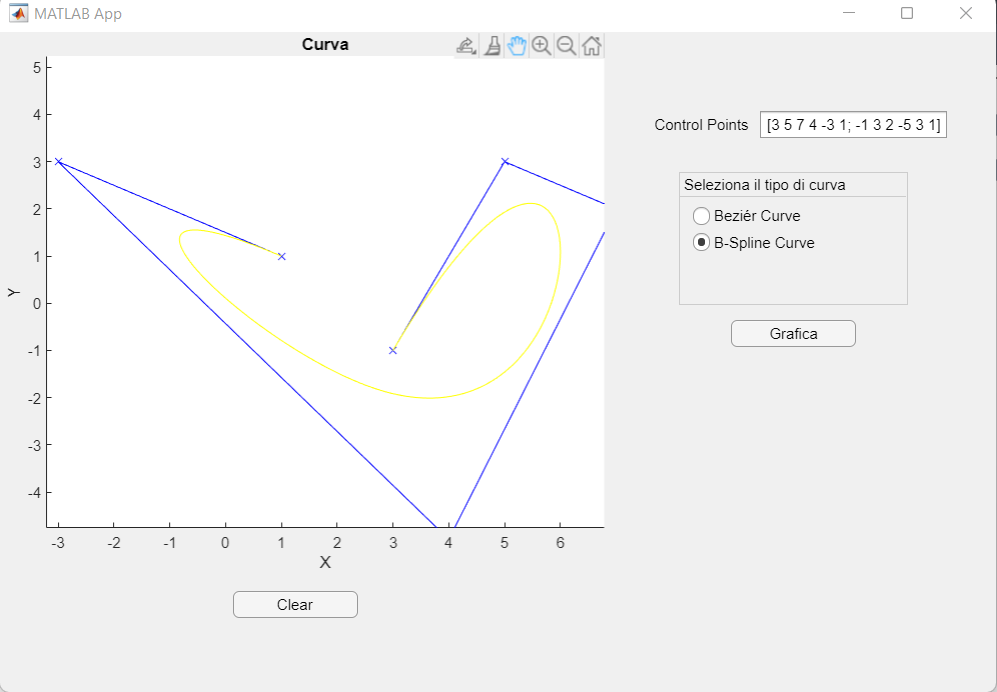 MATLAB App
Curva
5
4
3
2
1
0
-1
-2
-3
-4
Y
-3 -2 -1 0 1 2 3 4 5 6
X
Clear
Control Points [3 5 7 4 -3 1; -1 3 2 -5 3 1]
Seleziona il tipo di curva
Beziér Curve
B-Spline Curve
Grafica